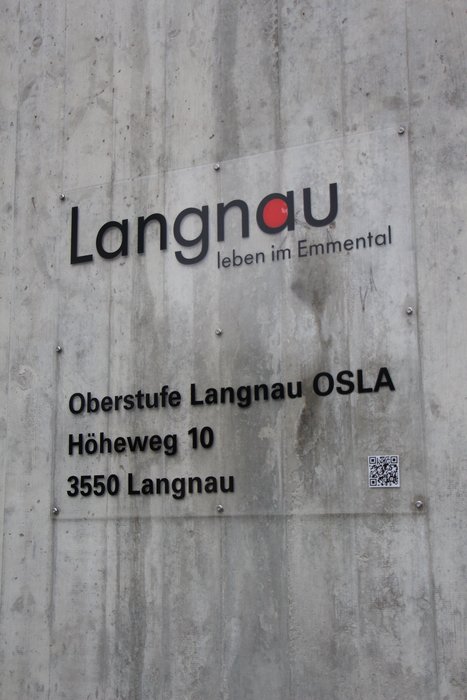 Langnau
leben im Emmental
Oberstufe Langnau OSLA
Höheweg 10
3550 Langnau